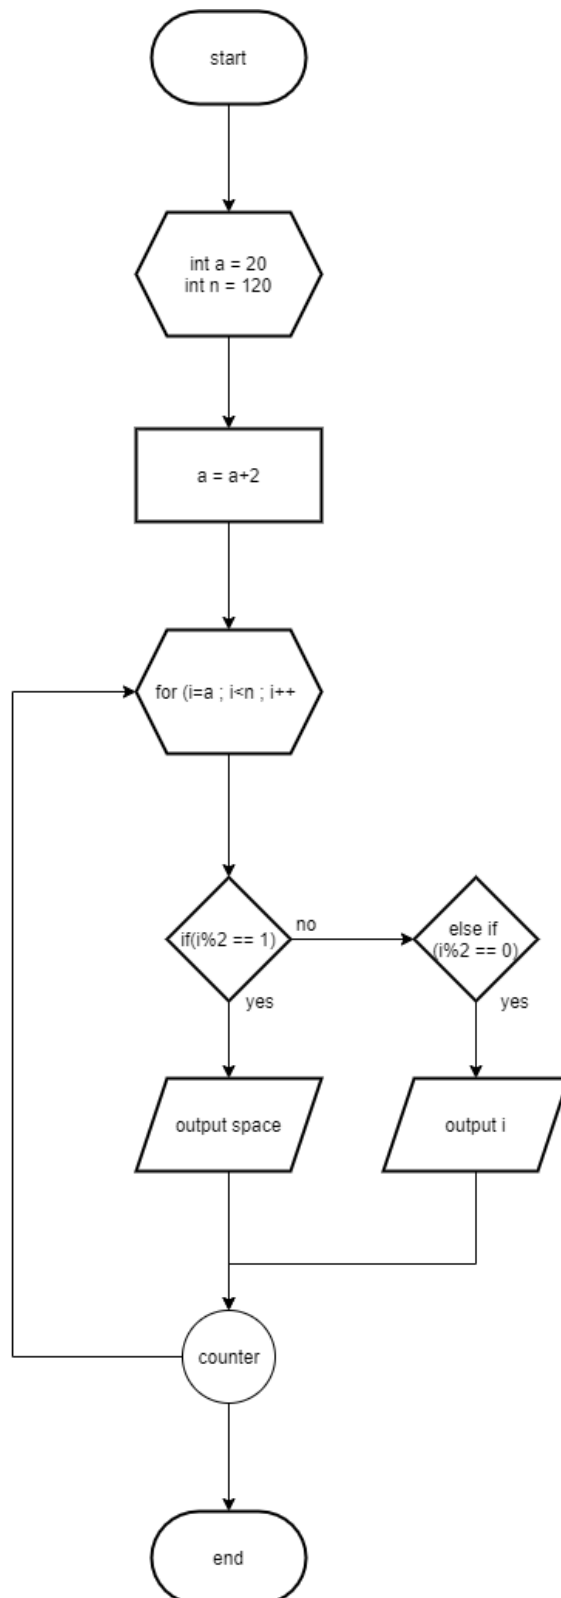 start
int a = 20
int n = 120
a = a+2
for (i=a ; i<n ; i++
if(i%2 == 1)
no
else if
(i%2 == 0)
yes
yes
output space
output i
counter
end